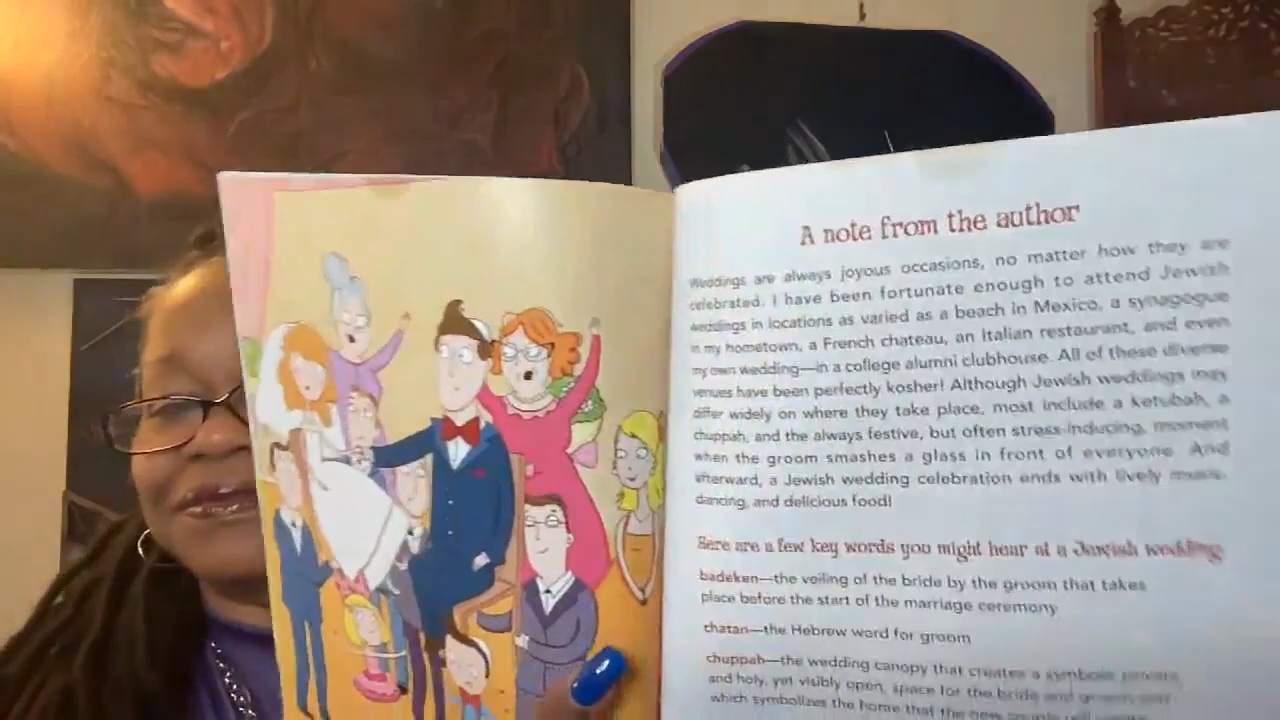 A note from the author
Weddings are always joyous occasions, no matter how they are
celebrated. I have been fortunate enough to attend Jewish
weddings in locations as varied as a beach in Mexico, a synagogue
in my hometown, a French chateau, an Italian restaurant, and even
my own wedding—in a college alumni clubhouse. All of these diverse
venues have been perfectly kosher! Although Jewish weddings may
differ widely on where they take place, most include a ketubah, a
chuppah, and the always festive, but often stress-inducing, moment
when the groom smashes a glass in front of everyone. And
afterward, a Jewish wedding celebration ends with lively music,
dancing, and delicious food!
Here are a few key words you might hear at a Jewish wedding
badeken—the veiling of the bride by the groom that takes
place before the start of the marriage ceremony
chatan—the Hebrew word for groom
chuppah—the wedding canopy that creates a symbolic, private,
and holy, yet visibly open, space for the bride and groom and
which symbolizes the home that the new couple will